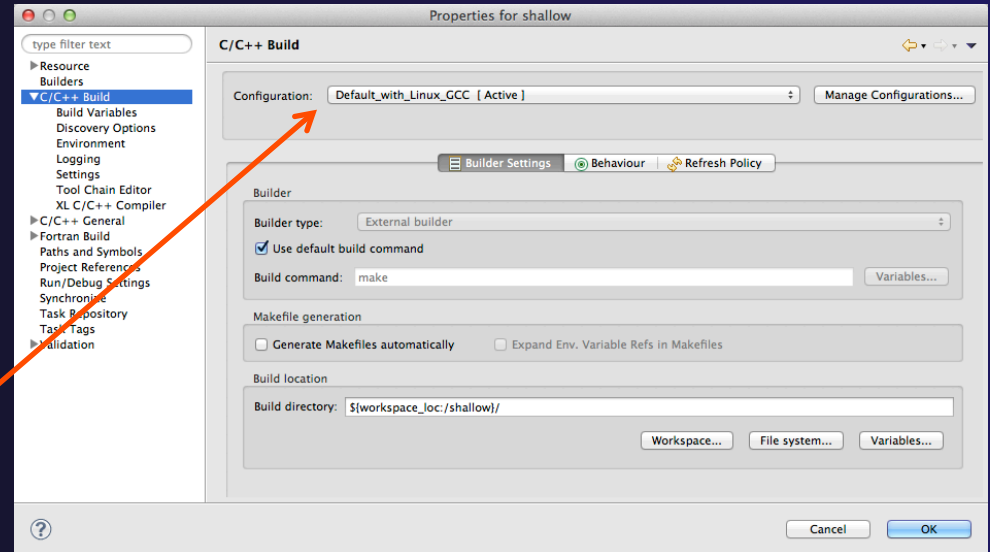 Properties for shallow
type filter text
Resource
Builders
C/C++ Build
Build Variables
Discovery Options
Environment
Logging
Settings
Tool Chain Editor
XL C/C++ Compiler
C/C++ General
Fortran Build
Paths and Symbols
Project References
Run/Debug Settings
Synchronize
Task Repository
Task Tags
Validation
C/C++ Build
Configuration: Default_with_Linux_GCC [ Active ] Manage Configurations...
Builder Settings Behaviour Refresh Policy
Builder
Builder type: External builder
Use default build command
Build command: make Variables...
Makefile generation
Generate Makefiles automatically Expand Env. Variable Refs in Makefiles
Build location
Build directory: ${workspace_loc:/shallow}/
Workspace... File system... Variables...
? Cancel OK